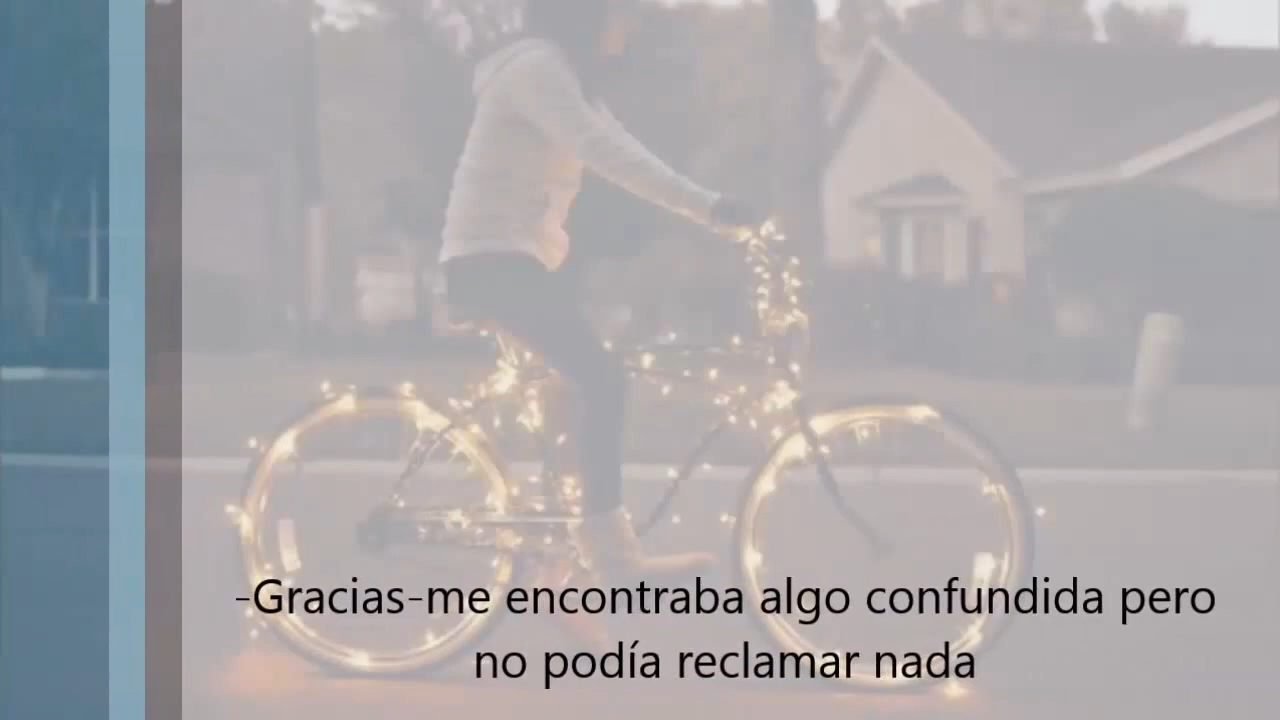 -Gracias-me encontraba algo confundida pero
no podía reclamar nada